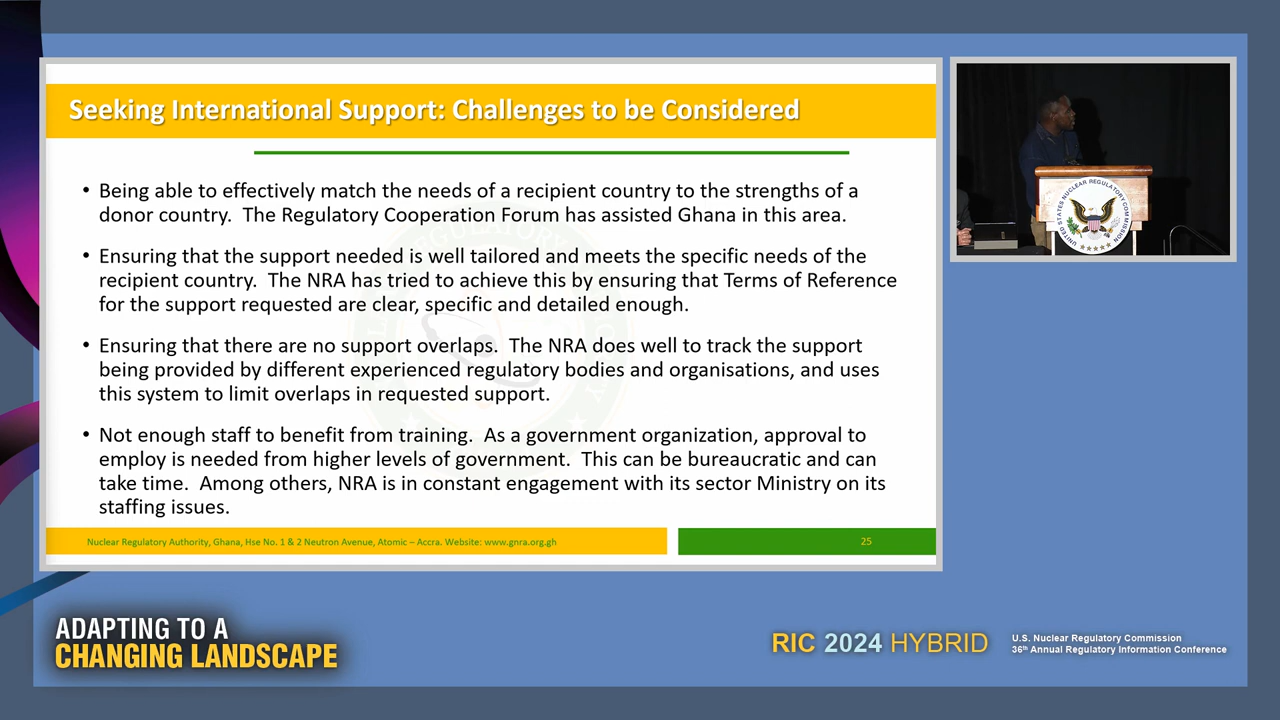 Seeking International Support: Challenges to be Considered
• Being able to effectively match the needs of a recipient country to the strengths of a
donor country.  The Regulatory Cooperation Forum has assisted Ghana in this area.
• Ensuring that the support needed is well tailored and meets the specific needs of the
recipient country.  The NRA has tried to achieve this by ensuring that Terms of Reference
for the support requested are clear, specific and detailed enough.
• Ensuring that there are no support overlaps.  The NRA does well to track the support
being provided by different experienced regulatory bodies and organisations, and uses
this system to limit overlaps in requested support.
• Not enough staff to benefit from training.  As a government organization, approval to
employ is needed from higher levels of government.  This can be bureaucratic and can
take time.  Among others, NRA is in constant engagement with its sector Ministry on its
staffing issues.
Nuclear Regulatory Authority, Ghana, Hse No. 1 & 2 Neutron Avenue, Atomic – Accra. Website: www.gnra.org.gh
25
UNITED STATES NUCLEAR REGULATORY COMMISSION
ADAPTING TO A
CHANGING LANDSCAPE
RIC 2024 HYBRID
U.S. Nuclear Regulatory Commission
36th Annual Regulatory Information Conference